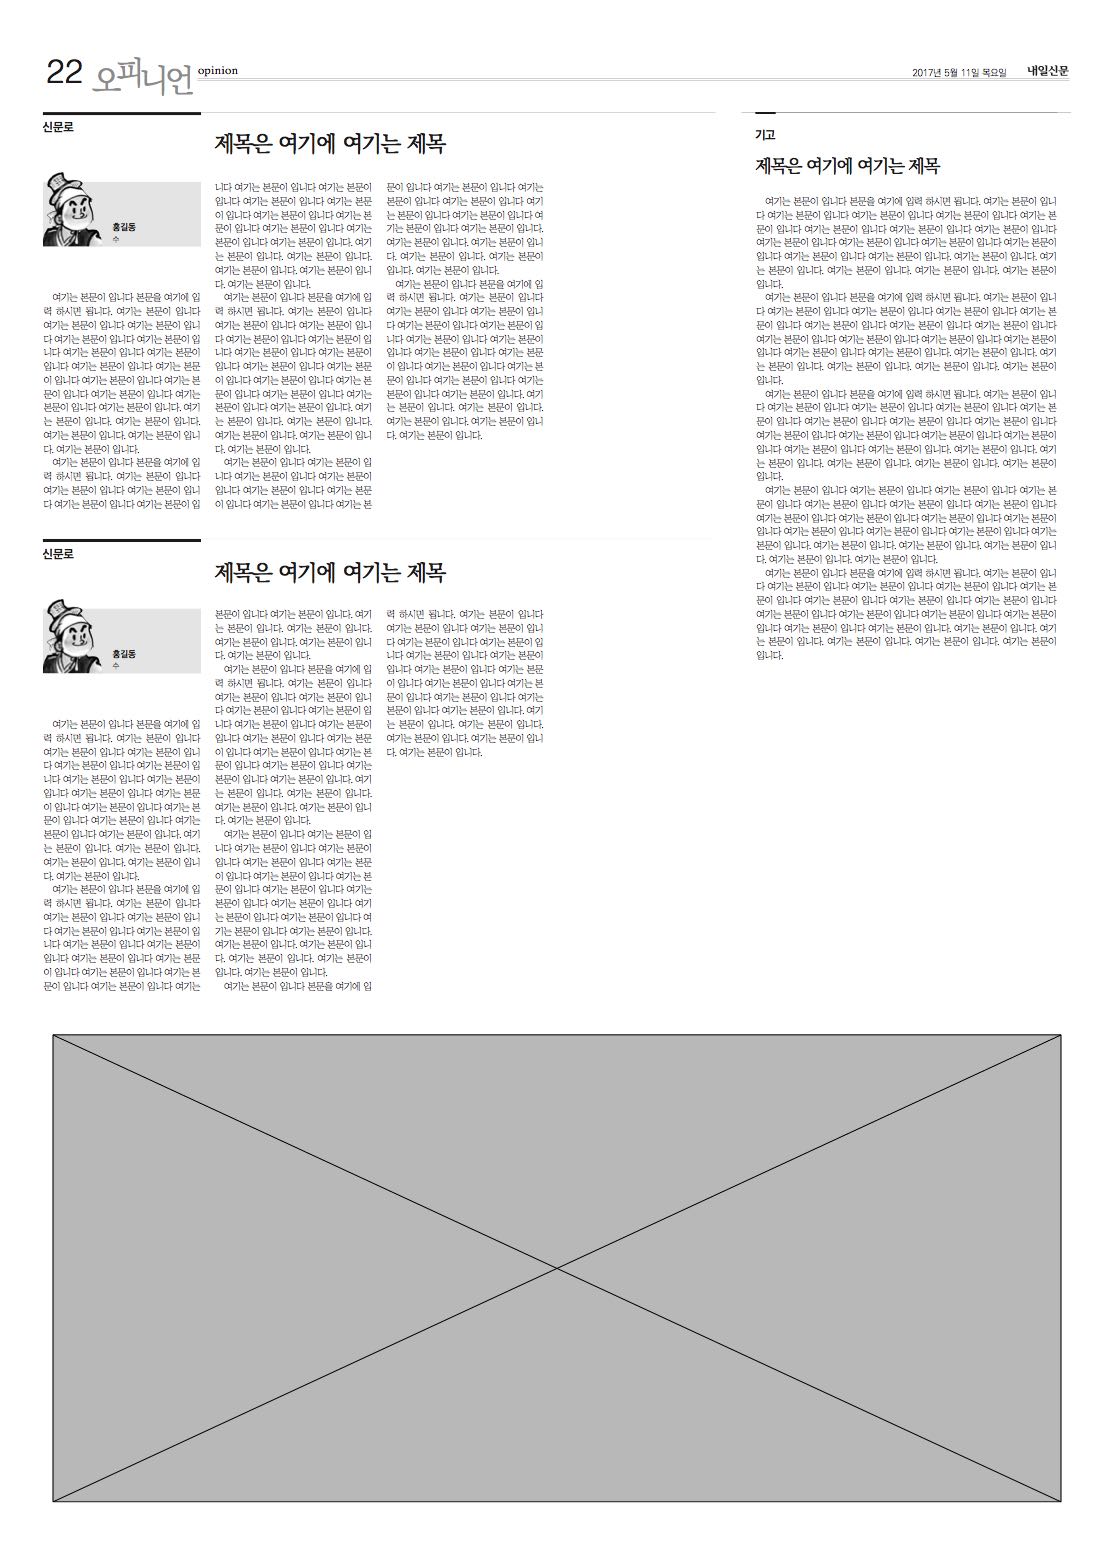 22 오피니언 opinion 2017년 5월 11일 목요일 내일신문
신문로
제목은 여기에 여기는 제목
홍길동
수
여기는 본문이 입니다 본문을 여기에 입
력 하시면 됩니다. 여기는 본문이 입니다
여기는 본문이 입니다 여기는 본문이 입니
다 여기는 본문이 입니다 여기는 본문이 입
니다 여기는 본문이 입니다 여기는 본문이
입니다 여기는 본문이 입니다 여기는 본문
이 입니다 여기는 본문이 입니다 여기는 본
문이 입니다 여기는 본문이 입니다 여기는
본문이 입니다 여기는 본문이 입니다. 여기
는 본문이 입니다. 여기는 본문이 입니다.
여기는 본문이 입니다. 여기는 본문이 입니
다. 여기는 본문이 입니다.
여기는 본문이 입니다 본문을 여기에 입
력 하시면 됩니다. 여기는 본문이 입니다
여기는 본문이 입니다 여기는 본문이 입니
다 여기는 본문이 입니다 여기는 본문이 입
니다 여기는 본문이 입니다 여기는 본문이
입니다 여기는 본문이 입니다 여기는 본문
이 입니다 여기는 본문이 입니다 여기는 본
문이 입니다 여기는 본문이 입니다 여기는
본문이 입니다 여기는 본문이 입니다. 여기
는 본문이 입니다. 여기는 본문이 입니다.
여기는 본문이 입니다. 여기는 본문이 입니
다. 여기는 본문이 입니다.
여기는 본문이 입니다 본문을 여기에 입
력 하시면 됩니다. 여기는 본문이 입니다
여기는 본문이 입니다 여기는 본문이 입니
다 여기는 본문이 입니다 여기는 본문이 입
니다 여기는 본문이 입니다 여기는 본문이
입니다 여기는 본문이 입니다 여기는 본문
이 입니다 여기는 본문이 입니다 여기는 본
문이 입니다 여기는 본문이 입니다 여기는
본문이 입니다 여기는 본문이 입니다. 여기
는 본문이 입니다. 여기는 본문이 입니다.
여기는 본문이 입니다. 여기는 본문이 입니
다. 여기는 본문이 입니다.
여기는 본문이 입니다 여기는 본문이 입
니다 여기는 본문이 입니다 여기는 본문이
입니다 여기는 본문이 입니다 여기는 본문
이 입니다 여기는 본문이 입니다 여기는 본
문이 입니다 여기는 본문이 입니다 여기는
본문이 입니다 여기는 본문이 입니다 여기
는 본문이 입니다 여기는 본문이 입니다 여
기는 본문이 입니다 여기는 본문이 입니다.
여기는 본문이 입니다. 여기는 본문이 입니
다. 여기는 본문이 입니다. 여기는 본문이
입니다. 여기는 본문이 입니다.
여기는 본문이 입니다 본문을 여기에 입
력 하시면 됩니다. 여기는 본문이 입니다
여기는 본문이 입니다 여기는 본문이 입니
다 여기는 본문이 입니다 여기는 본문이 입
니다 여기는 본문이 입니다 여기는 본문이
입니다 여기는 본문이 입니다 여기는 본문
이 입니다 여기는 본문이 입니다 여기는 본
문이 입니다 여기는 본문이 입니다 여기는
본문이 입니다 여기는 본문이 입니다. 여기
는 본문이 입니다. 여기는 본문이 입니다.
여기는 본문이 입니다. 여기는 본문이 입니
다. 여기는 본문이 입니다.
신문로
제목은 여기에 여기는 제목
홍길동
수
여기는 본문이 입니다 본문을 여기에 입
력 하시면 됩니다. 여기는 본문이 입니다
여기는 본문이 입니다 여기는 본문이 입니
다 여기는 본문이 입니다 여기는 본문이 입
니다 여기는 본문이 입니다 여기는 본문이
입니다 여기는 본문이 입니다 여기는 본문
이 입니다 여기는 본문이 입니다 여기는 본
문이 입니다 여기는 본문이 입니다 여기는
본문이 입니다 여기는 본문이 입니다. 여기
는 본문이 입니다. 여기는 본문이 입니다.
여기는 본문이 입니다. 여기는 본문이 입니
다. 여기는 본문이 입니다.
여기는 본문이 입니다 본문을 여기에 입
력 하시면 됩니다. 여기는 본문이 입니다
여기는 본문이 입니다 여기는 본문이 입니
다 여기는 본문이 입니다 여기는 본문이 입
니다 여기는 본문이 입니다 여기는 본문이
입니다 여기는 본문이 입니다 여기는 본문
이 입니다 여기는 본문이 입니다 여기는 본
문이 입니다 여기는 본문이 입니다 여기는
본문이 입니다 여기는 본문이 입니다. 여기
는 본문이 입니다. 여기는 본문이 입니다.
여기는 본문이 입니다. 여기는 본문이 입니
다. 여기는 본문이 입니다.
여기는 본문이 입니다 본문을 여기에 입
력 하시면 됩니다. 여기는 본문이 입니다
여기는 본문이 입니다 여기는 본문이 입니
다 여기는 본문이 입니다 여기는 본문이 입
니다 여기는 본문이 입니다 여기는 본문이
입니다 여기는 본문이 입니다 여기는 본문
이 입니다 여기는 본문이 입니다 여기는 본
문이 입니다 여기는 본문이 입니다 여기는
본문이 입니다 여기는 본문이 입니다. 여기
는 본문이 입니다. 여기는 본문이 입니다.
여기는 본문이 입니다. 여기는 본문이 입니
다. 여기는 본문이 입니다.
여기는 본문이 입니다 여기는 본문이 입
니다 여기는 본문이 입니다 여기는 본문이
입니다 여기는 본문이 입니다 여기는 본문
이 입니다 여기는 본문이 입니다 여기는 본
문이 입니다 여기는 본문이 입니다 여기는
본문이 입니다 여기는 본문이 입니다 여기
는 본문이 입니다 여기는 본문이 입니다 여
기는 본문이 입니다 여기는 본문이 입니다.
여기는 본문이 입니다. 여기는 본문이 입니
다. 여기는 본문이 입니다. 여기는 본문이
입니다. 여기는 본문이 입니다.
여기는 본문이 입니다 본문을 여기에 입
력 하시면 됩니다. 여기는 본문이 입니다
여기는 본문이 입니다 여기는 본문이 입니
다 여기는 본문이 입니다 여기는 본문이 입
니다 여기는 본문이 입니다 여기는 본문이
입니다 여기는 본문이 입니다 여기는 본문
이 입니다 여기는 본문이 입니다 여기는 본
문이 입니다 여기는 본문이 입니다 여기는
본문이 입니다 여기는 본문이 입니다. 여기
는 본문이 입니다. 여기는 본문이 입니다.
여기는 본문이 입니다. 여기는 본문이 입니
다. 여기는 본문이 입니다.
기고
제목은 여기에 여기는 제목
여기는 본문이 입니다 본문을 여기에 입력 하시면 됩니다. 여기는 본문이 입니
다 여기는 본문이 입니다 여기는 본문이 입니다 여기는 본문이 입니다 여기는 본
문이 입니다 여기는 본문이 입니다 여기는 본문이 입니다 여기는 본문이 입니다
여기는 본문이 입니다 여기는 본문이 입니다 여기는 본문이 입니다 여기는 본문이
입니다 여기는 본문이 입니다. 여기는 본문이 입니다. 여기는 본문이 입니다. 여기
는 본문이 입니다. 여기는 본문이 입니다. 여기는 본문이 입니다. 여기는 본문이
입니다.
여기는 본문이 입니다 본문을 여기에 입력 하시면 됩니다. 여기는 본문이 입니
다 여기는 본문이 입니다 여기는 본문이 입니다 여기는 본문이 입니다 여기는 본
문이 입니다 여기는 본문이 입니다 여기는 본문이 입니다 여기는 본문이 입니다
여기는 본문이 입니다 여기는 본문이 입니다 여기는 본문이 입니다 여기는 본문이
입니다 여기는 본문이 입니다. 여기는 본문이 입니다. 여기는 본문이 입니다. 여기
는 본문이 입니다. 여기는 본문이 입니다. 여기는 본문이 입니다. 여기는 본문이
입니다.
여기는 본문이 입니다 본문을 여기에 입력 하시면 됩니다. 여기는 본문이 입니
다 여기는 본문이 입니다 여기는 본문이 입니다 여기는 본문이 입니다 여기는 본
문이 입니다 여기는 본문이 입니다 여기는 본문이 입니다 여기는 본문이 입니다
여기는 본문이 입니다 여기는 본문이 입니다 여기는 본문이 입니다 여기는 본문이
입니다 여기는 본문이 입니다. 여기는 본문이 입니다. 여기는 본문이 입니다. 여기
는 본문이 입니다. 여기는 본문이 입니다. 여기는 본문이 입니다. 여기는 본문이
입니다.
여기는 본문이 입니다 여기는 본문이 입니다 여기는 본문이 입니다 여기는 본
문이 입니다 여기는 본문이 입니다 여기는 본문이 입니다 여기는 본문이 입니다
여기는 본문이 입니다 여기는 본문이 입니다 여기는 본문이 입니다 여기는 본문이
입니다 여기는 본문이 입니다 여기는 본문이 입니다 여기는 본문이 입니다 여기는
본문이 입니다. 여기는 본문이 입니다. 여기는 본문이 입니다. 여기는 본문이 입니
다. 여기는 본문이 입니다. 여기는 본문이 입니다.
여기는 본문이 입니다 본문을 여기에 입력 하시면 됩니다. 여기는 본문이 입니
다 여기는 본문이 입니다 여기는 본문이 입니다 여기는 본문이 입니다 여기는 본
문이 입니다 여기는 본문이 입니다 여기는 본문이 입니다 여기는 본문이 입니다
여기는 본문이 입니다 여기는 본문이 입니다 여기는 본문이 입니다 여기는 본문이
입니다 여기는 본문이 입니다. 여기는 본문이 입니다. 여기는 본문이 입니다. 여기
는 본문이 입니다. 여기는 본문이 입니다. 여기는 본문이 입니다. 여기는 본문이
입니다.